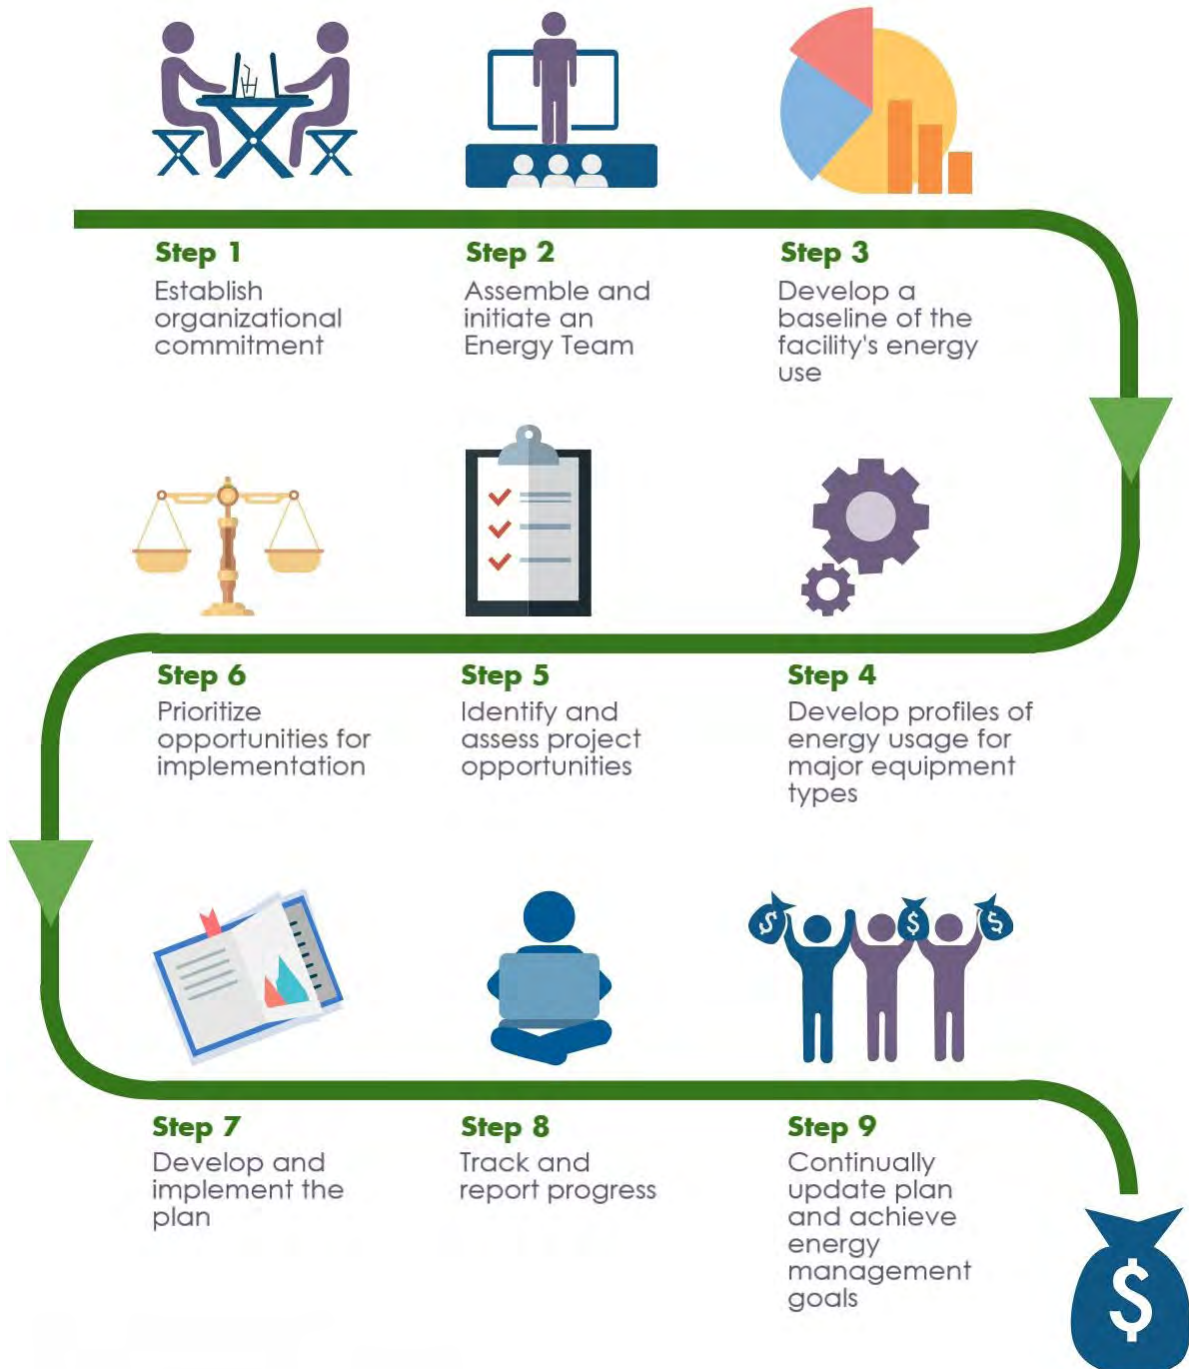 Step 1
Establish
organizational
commitment
Step 2
Assemble and
initiate an
Energy Team
Step 3
Develop a
baseline of the
facility's energy
use
Step 4
Develop profiles of
energy usage for
major equipment
types
Step 5
Identify and
assess project
opportunities
Step 6
Prioritize
opportunities for
implementation
Step 7
Develop and
implement the
plan
Step 8
Track and
report progress
$
$
$
Step 9
Continually
update plan
and achieve
energy
management
goals
$